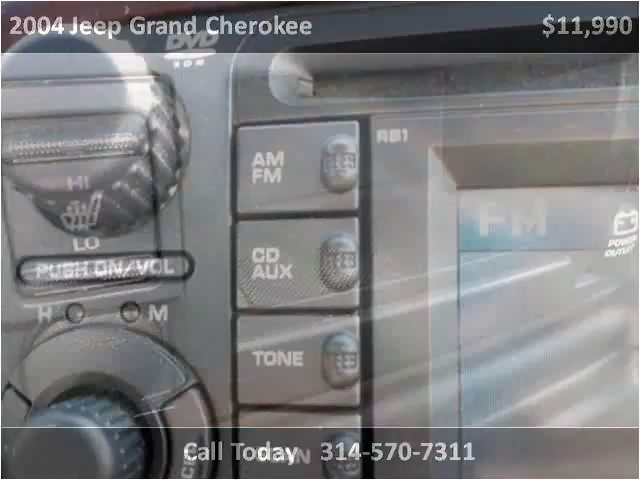 2004 Jeep Grand Cherokee $11,990
DVD
ROM
RB1
AM
FM
HI
LO
FM
POWER
OUTLET
CD
AUX
PUSH ON/VOL
H M
TONE
Call Today 314-570-7311